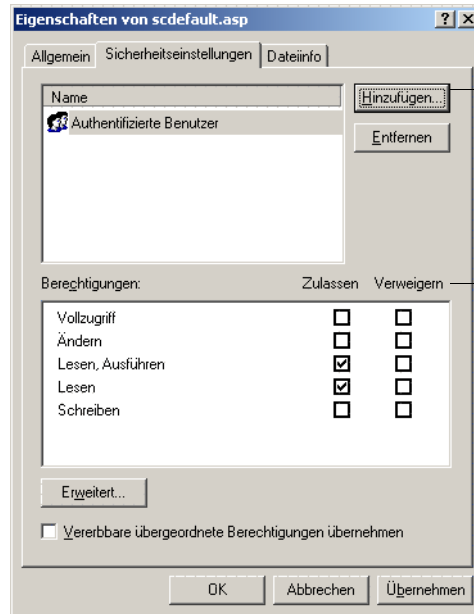 Eigenschaften von scdefault.asp
Allgemein Sicherheitseinstellungen Dateiinfo
Name
Hinzufügen...
Authentifizierte Benutzer
Entfernen
Berechtigungen: Zulassen Verweigern
Vollzugriff
Ändern
Lesen, Ausführen
Lesen
Schreiben
Erweitert...
Vererbbare übergeordnete Berechtigungen übernehmen
OK Abbrechen Übernehmen